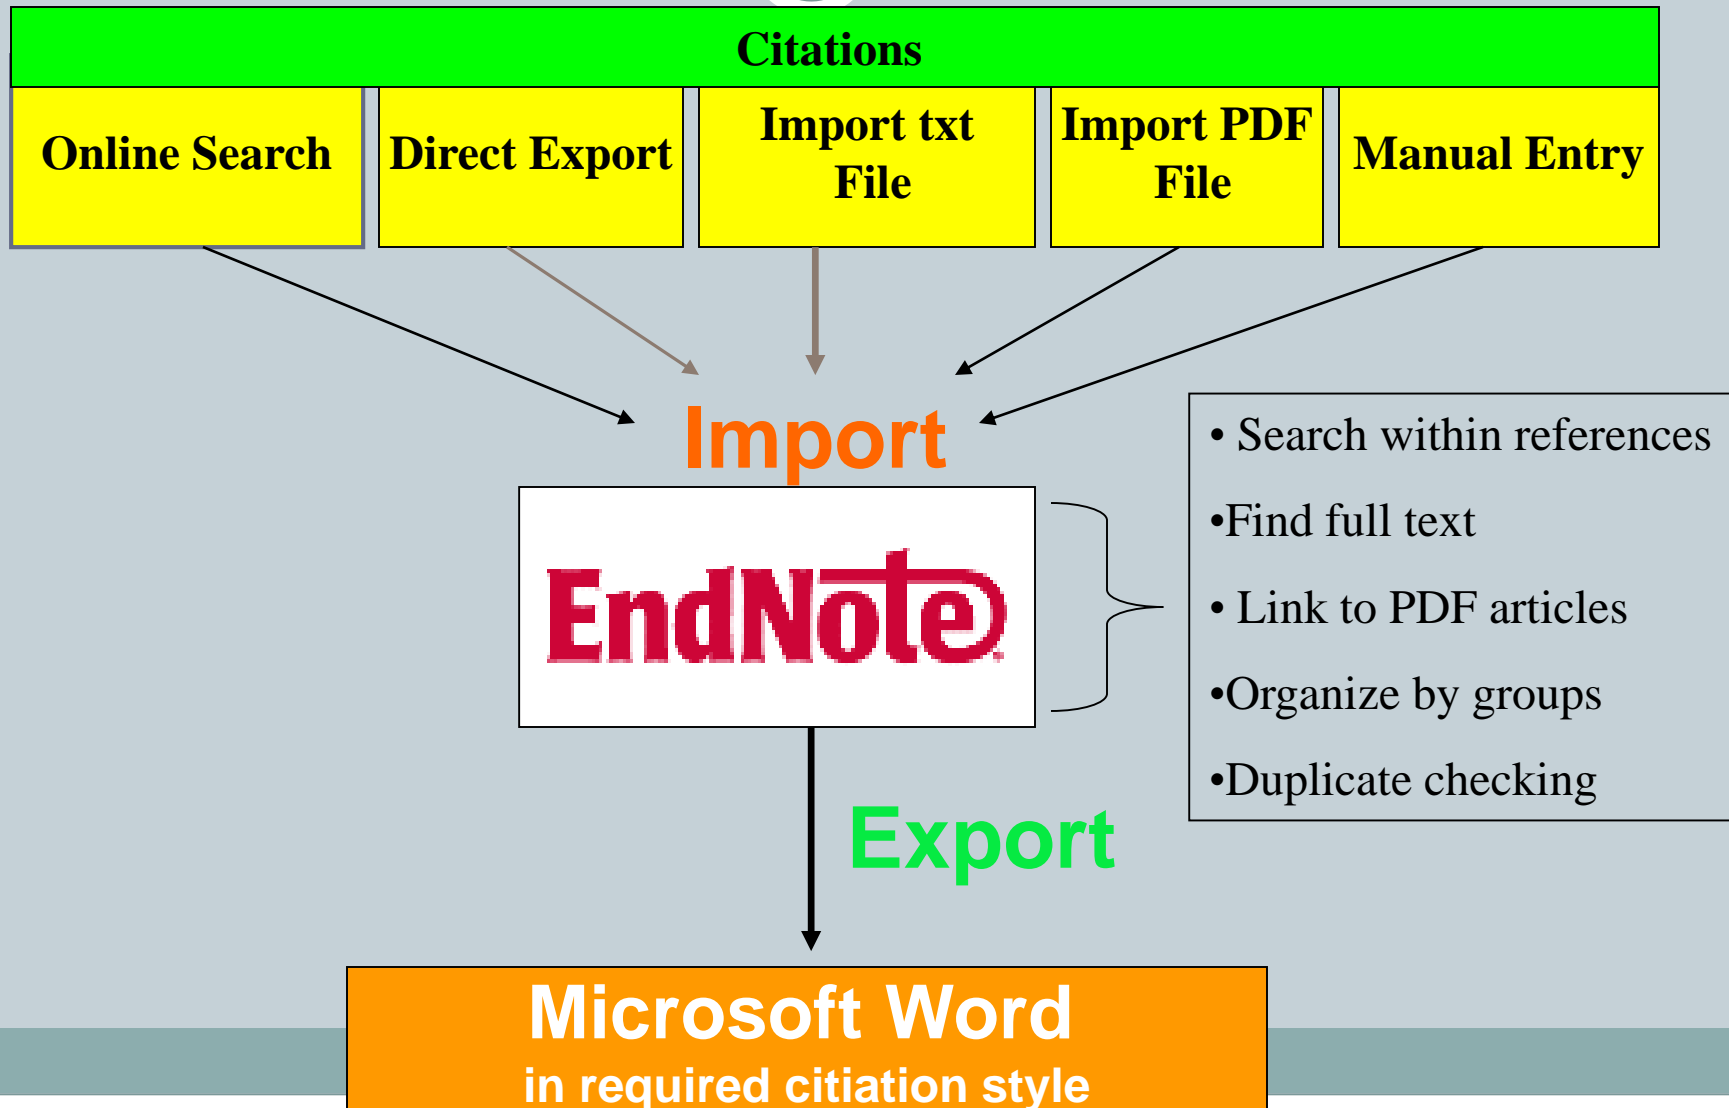 Citations
Online Search
Direct Export
Import txt
File
Import PDF
File
Manual Entry
Import
EndNote
• Search within references
•Find full text
• Link to PDF articles
•Organize by groups
•Duplicate checking
Export
Microsoft Word
in required citiation style